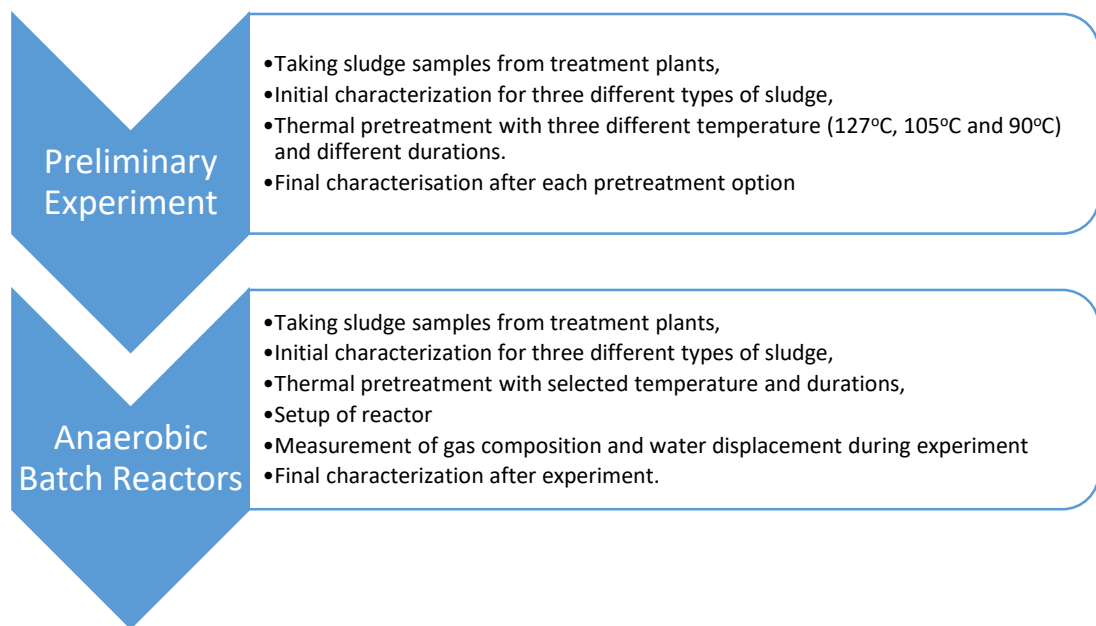 Preliminary
Experiment
•Taking sludge samples from treatment plants,
•Initial characterization for three different types of sludge,
•Thermal pretreatment with three different temperature (127oC, 105oC and 90oC)
and different durations.
•Final characterisation after each pretreatment option
Anaerobic
Batch Reactors
•Taking sludge samples from treatment plants,
•Initial characterization for three different types of sludge,
•Thermal pretreatment with selected temperature and durations,
•Setup of reactor
•Measurement of gas composition and water displacement during experiment
•Final characterization after experiment.